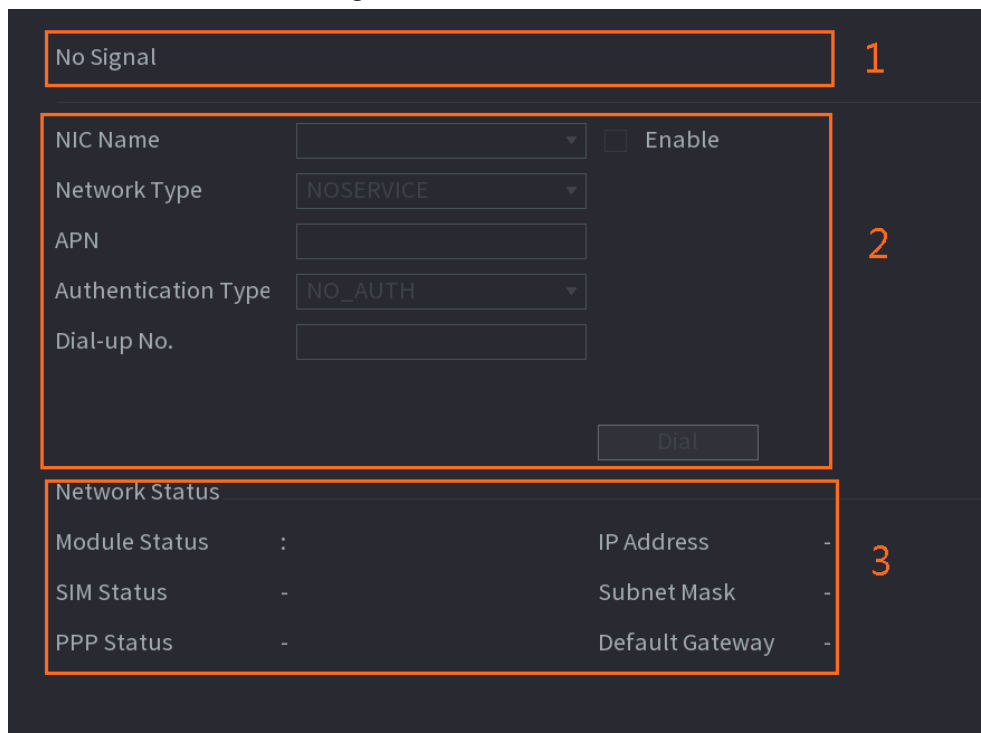 No Signal
1
NIC Name Enable
Network Type NOSERVICE
APN
2
Authentication Type NO_AUTH
Dial-up No.
Dial
Network Status
Module Status : IP Address -
3
SIM Status - Subnet Mask -
PPP Status - Default Gateway -